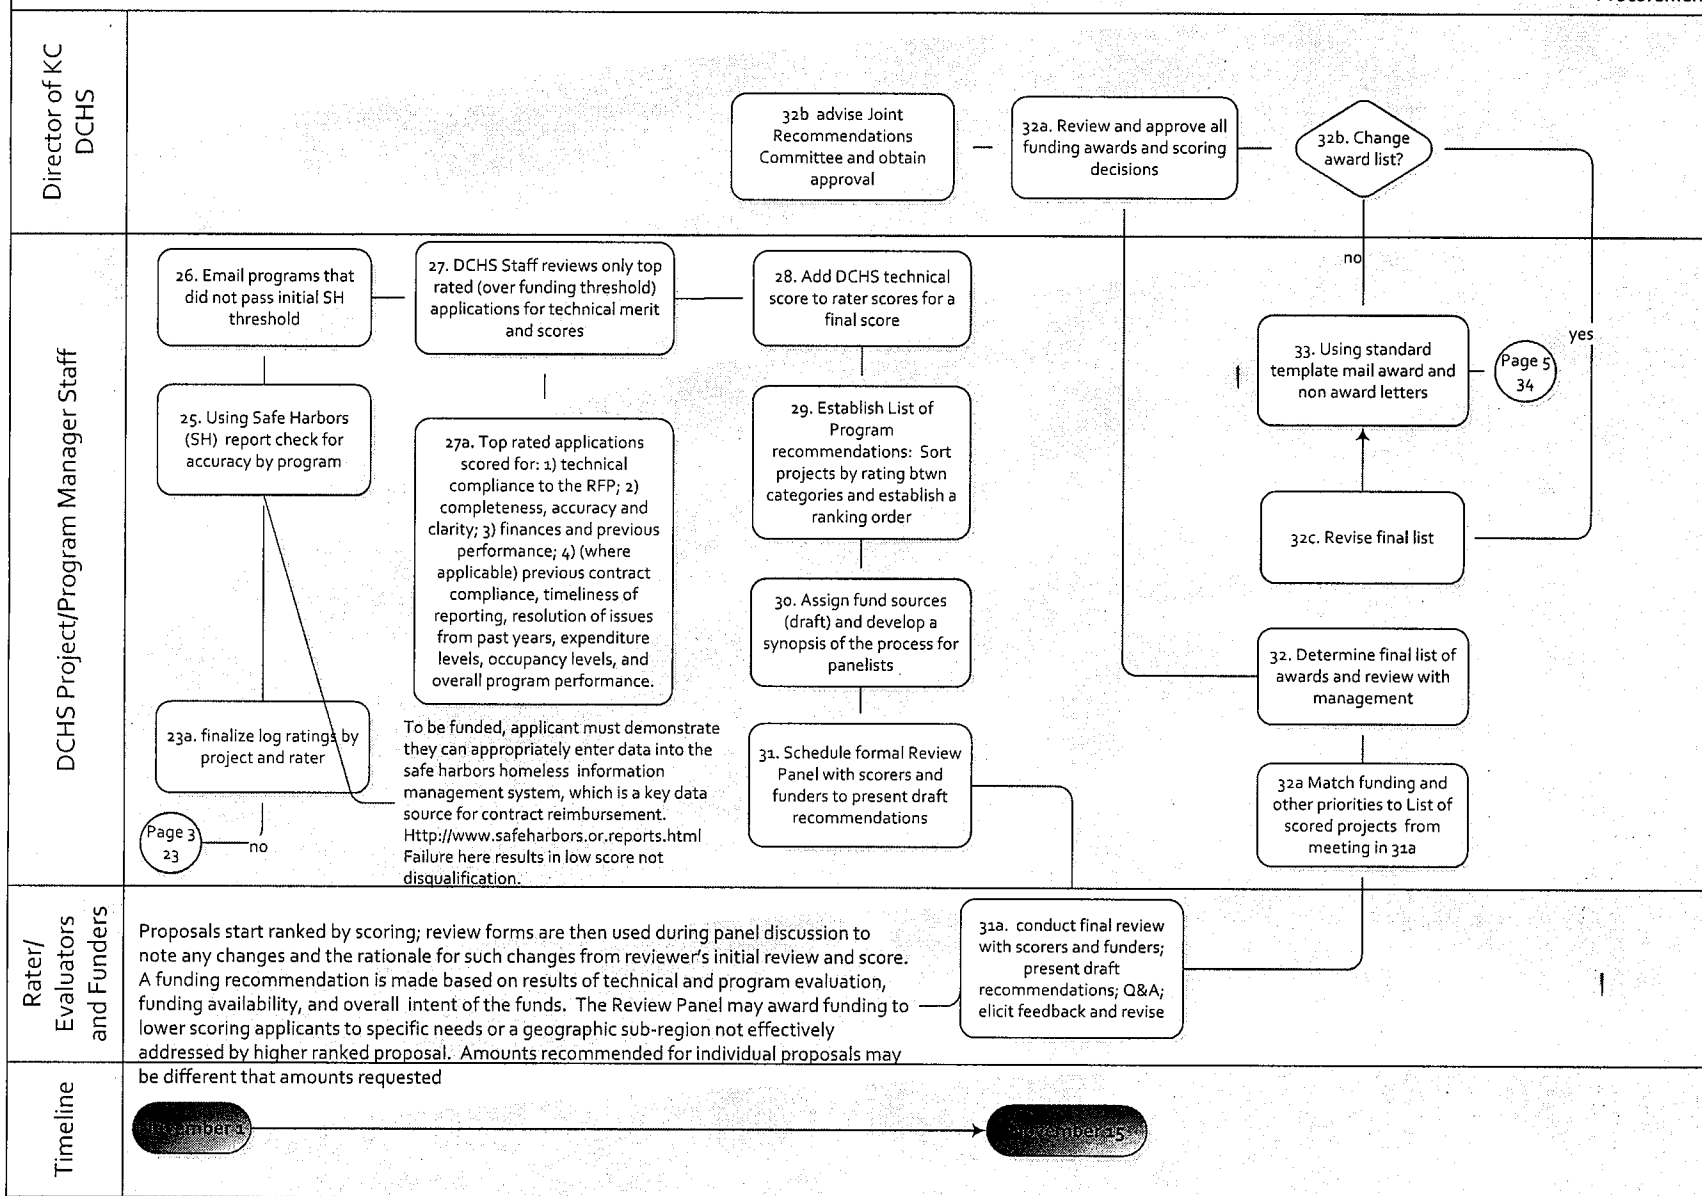 Director of KC
DCHS
32b advise Joint
Recommendations
Committee and obtain
approval
32a. Review and approve all
funding awards and scoring
decisions
32b. Change
award list?
DCHS Project/Program Manager Staff
26. Email programs that
did not pass initial SH
threshold
27. DCHS Staff reviews only top
rated (over funding threshold)
applications for technical merit
and scores
28. Add DCHS technical
score to rater scores for a
final score
no
yes
33. Using standard
template mail award and
non award letters
Page 5
34
25. Using Safe Harbors
(SH) report check for
accuracy by program
27a. Top rated applications
scored for: 1) technical
compliance to the RFP; 2)
completeness, accuracy and
clarity; 3) finances and previous
performance; 4) (where
applicable) previous contract
compliance, timeliness of
reporting, resolution of issues
from past years, expenditure
levels, occupancy levels, and
overall program performance.
29. Establish List of
Program
recommendations: Sort
projects by rating btwn
categories and establish a
ranking order
32c. Revise final list
30. Assign fund sources
(draft) and develop a
synopsis of the process for
panelists
32. Determine final list of
awards and review with
management
23a. finalize log ratings by
project and rater
To be funded, applicant must demonstrate
they can appropriately enter data into the
safe harbors homeless information
management system, which is a key data
source for contract reimbursement.
Http://www.safeharbors.or.reports.html
Failure here results in low score not
disqualification.
31. Schedule formal Review
Panel with scorers and
funders to present draft
recommendations
32a Match funding and
other priorities to List of
scored projects from
meeting in 31a
Page 3
23
no
Rater/
Evaluators
and Funders
Proposals start ranked by scoring; review forms are then used during panel discussion to
note any changes and the rationale for such changes from reviewer's initial review and score.
A funding recommendation is made based on results of technical and program evaluation,
funding availability, and overall intent of the funds. The Review Panel may award funding to
lower scoring applicants to specific needs or a geographic sub-region not effectively
addressed by higher ranked proposal. Amounts recommended for individual proposals may
be different that amounts requested
31a. conduct final review
with scorers and funders;
present draft
recommendations; Q&A;
elicit feedback and revise
Timeline